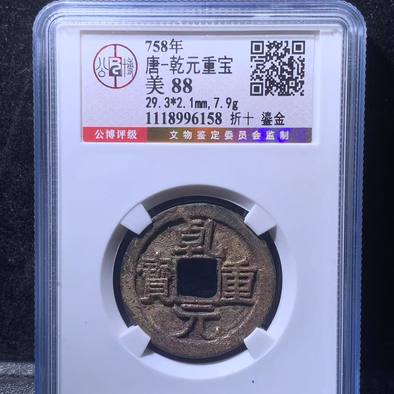 758年
唐-乾元重宝
美 88
29.3*2.1mm,7.9g
1118996158 折十 鎏金
公博评级 文物鉴定委员会监制
乾元重寶